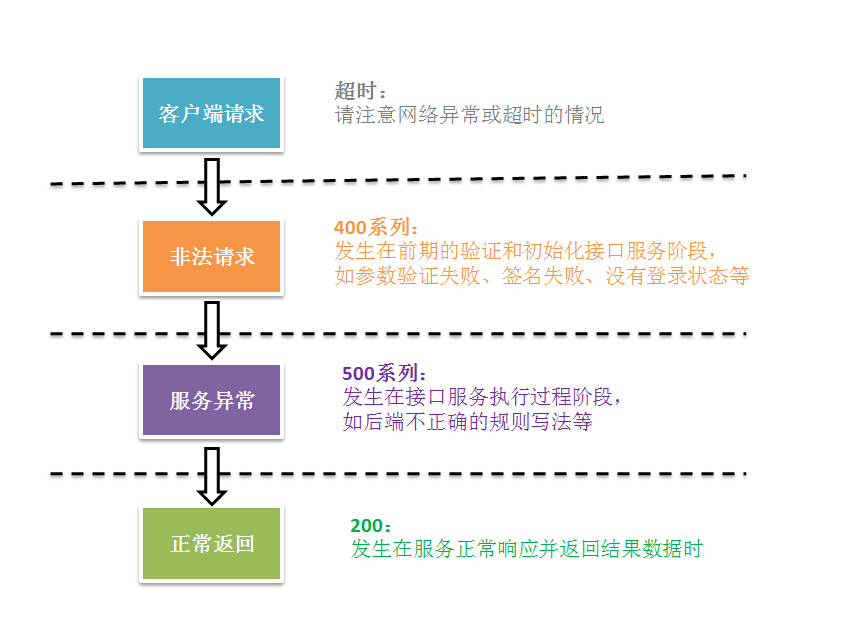 客户端请求
超时：
请注意网络异常或超时的情况
非法请求
400系列：
发生在前期的验证和初始化接口服务阶段，
如参数验证失败、签名失败、没有登录状态等
服务异常
500系列：
发生在接口服务执行过程阶段，
如后端不正确的规则写法等
正常返回
200：
发生在服务正常响应并返回结果数据时